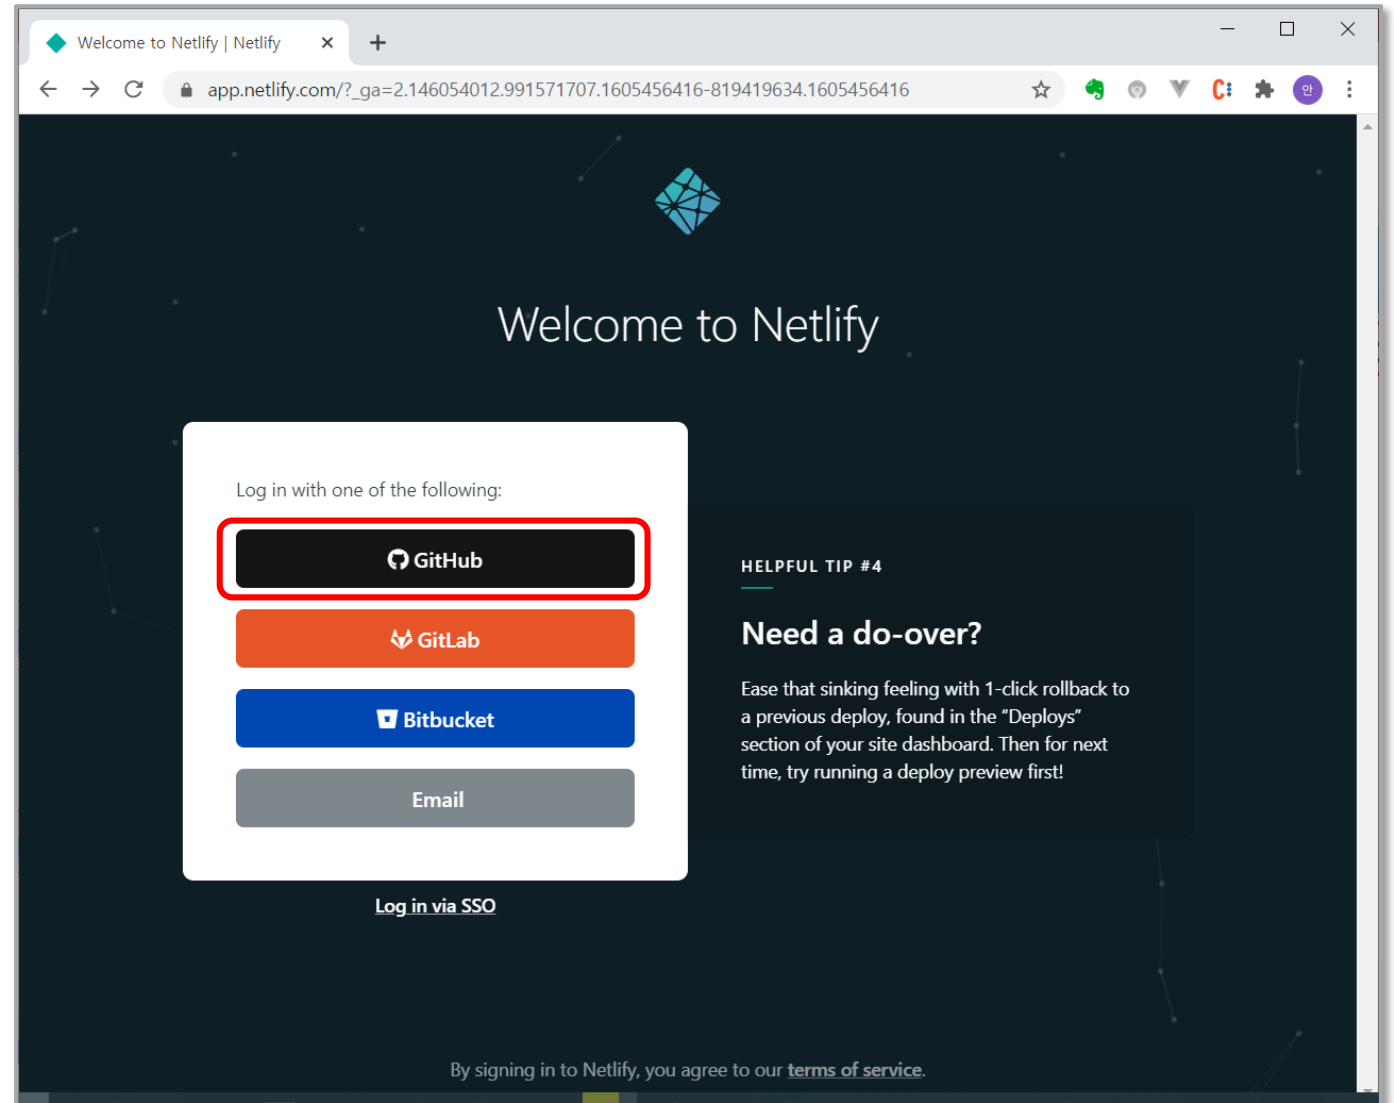 Welcome to Netlify | Netlify
app.netlify.com/?_ga=2.146054012.991571707.1605456416-819419634.1605456416
안
Welcome to Netlify
Log in with one of the following:
GitHub
GitLab
Bitbucket
Email
Log in via SSO
HELPFUL TIP #4
Need a do-over?
Ease that sinking feeling with 1-click rollback to
a previous deploy, found in the “Deploys”
section of your site dashboard. Then for next
time, try running a deploy preview first!
By signing in to Netlify, you agree to our terms of service.